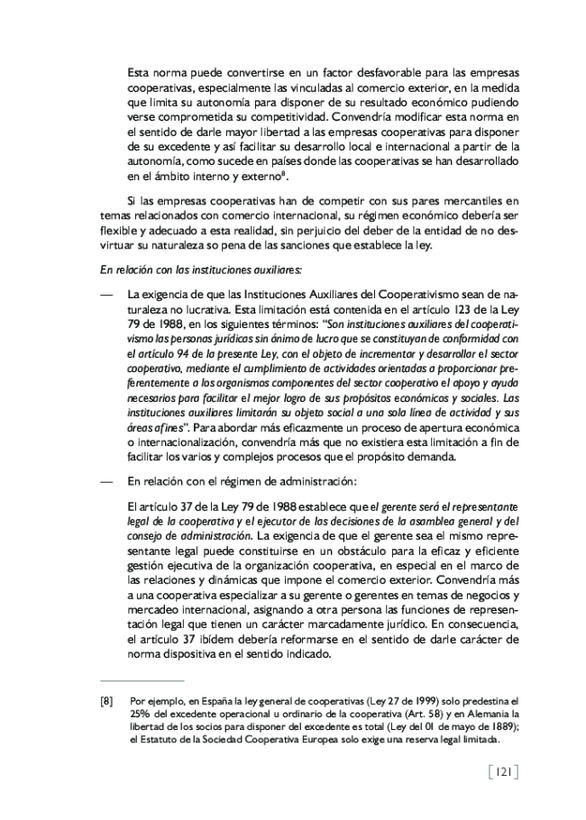 Esta norma puede convertirse en un factor desfavorable para las empresas
cooperativas, especialmente las vinculadas al comercio exterior, en la medida
que limita su autonomía para disponer de su resultado económico pudiendo
verse comprometida su competitividad. Convendría modificar esta norma en
el sentido de darle mayor libertad a las empresas cooperativas para disponer
de su excedente y así facilitar su desarrollo local e internacional a partir de la
autonomía, como sucede en países donde las cooperativas se han desarrollado
en el ámbito interno y externo⁸.
Si las empresas cooperativas han de competir con sus pares mercantiles en
temas relacionados con comercio internacional, su régimen económico debería ser
flexible y adecuado a esta realidad, sin perjuicio del deber de la entidad de no des-
virtuar su naturaleza so pena de las sanciones que establece la ley.
En relación con las instituciones auxiliares:
— La exigencia de que las Instituciones Auxiliares del Cooperativismo sean de na-
turaleza no lucrativa. Esta limitación está contenida en el artículo 123 de la Ley
79 de 1988, en los siguientes términos: “Son instituciones auxiliares del cooperati-
vismo las personas jurídicas sin ánimo de lucro que se constituyan de conformidad con
el artículo 94 de la presente Ley, con el objeto de incrementar y desarrollar el sector
cooperativo, mediante el cumplimiento de actividades orientadas a proporcionar pre-
ferentemente a los organismos componentes del sector cooperativo el apoyo y ayuda
necesarios para facilitar el mejor logro de sus propósitos económicos y sociales. Las
instituciones auxiliares limitarán su objeto social a una sola línea de actividad y sus
áreas afines”. Para abordar más eficazmente un proceso de apertura económica
o internacionalización, convendría más que no existiera esta limitación a fin de
facilitar los varios y complejos procesos que el propósito demanda.
— En relación con el régimen de administración:
El artículo 37 de la Ley 79 de 1988 establece que el gerente será el representante
legal de la cooperativa y el ejecutor de las decisiones de la asamblea general y del
consejo de administración. La exigencia de que el gerente sea el mismo repre-
sentante legal puede constituirse en un obstáculo para la eficaz y eficiente
gestión ejecutiva de la organización cooperativa, en especial en el marco de
las relaciones y dinámicas que impone el comercio exterior. Convendría más
a una cooperativa especializar a su gerente o gerentes en temas de negocios y
mercadeo internacional, asignando a otra persona las funciones de represen-
tación legal que tienen un carácter marcadamente jurídico. En consecuencia,
el artículo 37 ibídem debería reformarse en el sentido de darle carácter de
norma dispositiva en el sentido indicado.
[8] Por ejemplo, en España la ley general de cooperativas (Ley 27 de 1999) solo predestina el
25% del excedente operacional u ordinario de la cooperativa (Art. 58) y en Alemania la
libertad de los socios para disponer del excedente es total (Ley del 01 de mayo de 1889);
el Estatuto de la Sociedad Cooperativa Europea solo exige una reserva legal limitada.
[121]